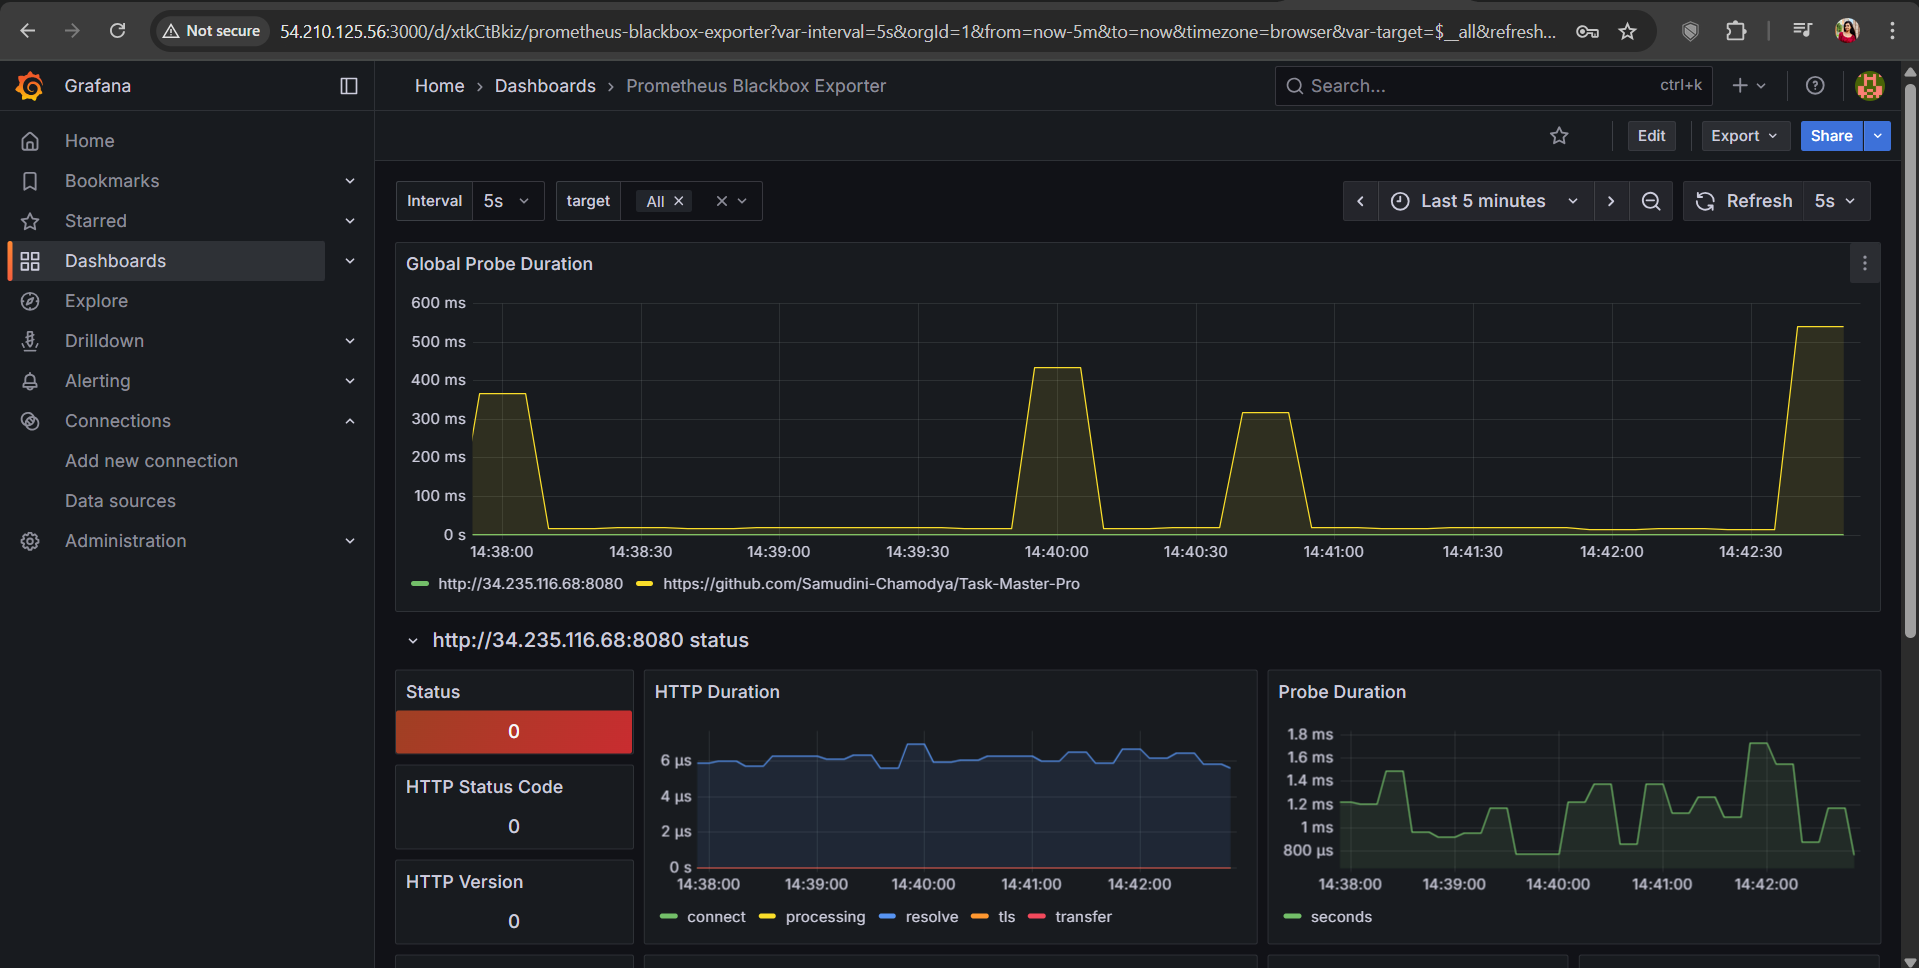 Not secure
54.210.125.56:3000/d/xtkCtBkiz/prometheus-blackbox-exporter?var-interval=5s&orgId=1&from=now-5m&to=now&timezone=browser&var-target=$__all&refresh...
Grafana
Home › Dashboards › Prometheus Blackbox Exporter
Search...
ctrl+k
Home
Bookmarks
Starred
Dashboards
Explore
Drilldown
Alerting
Connections
Add new connection
Data sources
Administration
Edit
Export
Share
Interval 5s
target All
Last 5 minutes
Refresh 5s
Global Probe Duration
600 ms
500 ms
400 ms
300 ms
200 ms
100 ms
0 s
14:38:00 14:38:30 14:39:00 14:39:30 14:40:00 14:40:30 14:41:00 14:41:30 14:42:00 14:42:30
http://34.235.116.68:8080 https://github.com/Samudini-Chamodya/Task-Master-Pro
http://34.235.116.68:8080 status
Status
0
HTTP Status Code
0
HTTP Version
0
HTTP Duration
6 µs
4 µs
2 µs
0 s
14:38:00 14:39:00 14:40:00 14:41:00 14:42:00
connect processing resolve tls transfer
Probe Duration
1.8 ms
1.6 ms
1.4 ms
1.2 ms
1 ms
800 µs
14:38:00 14:39:00 14:40:00 14:41:00 14:42:00
seconds